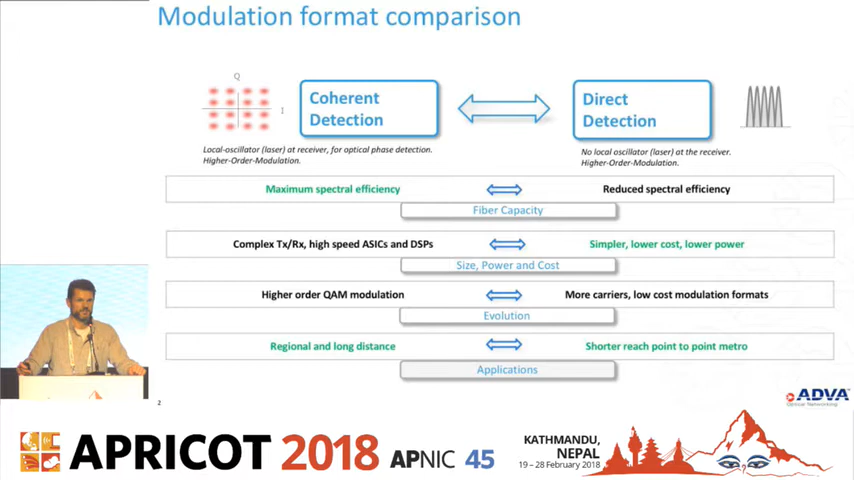 Modulation format comparison
Q
I
Coherent
Detection
Direct
Detection
Local-oscillator (laser) at receiver, for optical phase detection.
Higher-Order-Modulation.
No local oscillator (laser) at the receiver.
Higher-Order-Modulation.
Maximum spectral efficiency
Reduced spectral efficiency
Fiber Capacity
Complex Tx/Rx, high speed ASICs and DSPs
Simpler, lower cost, lower power
Size, Power and Cost
Higher order QAM modulation
More carriers, low cost modulation formats
Evolution
Regional and long distance
Shorter reach point to point metro
Applications
2
ADVA
Optical Networking
APRICOT 2018
APNIC 45
KATHMANDU,
NEPAL
19 – 28 February 2018